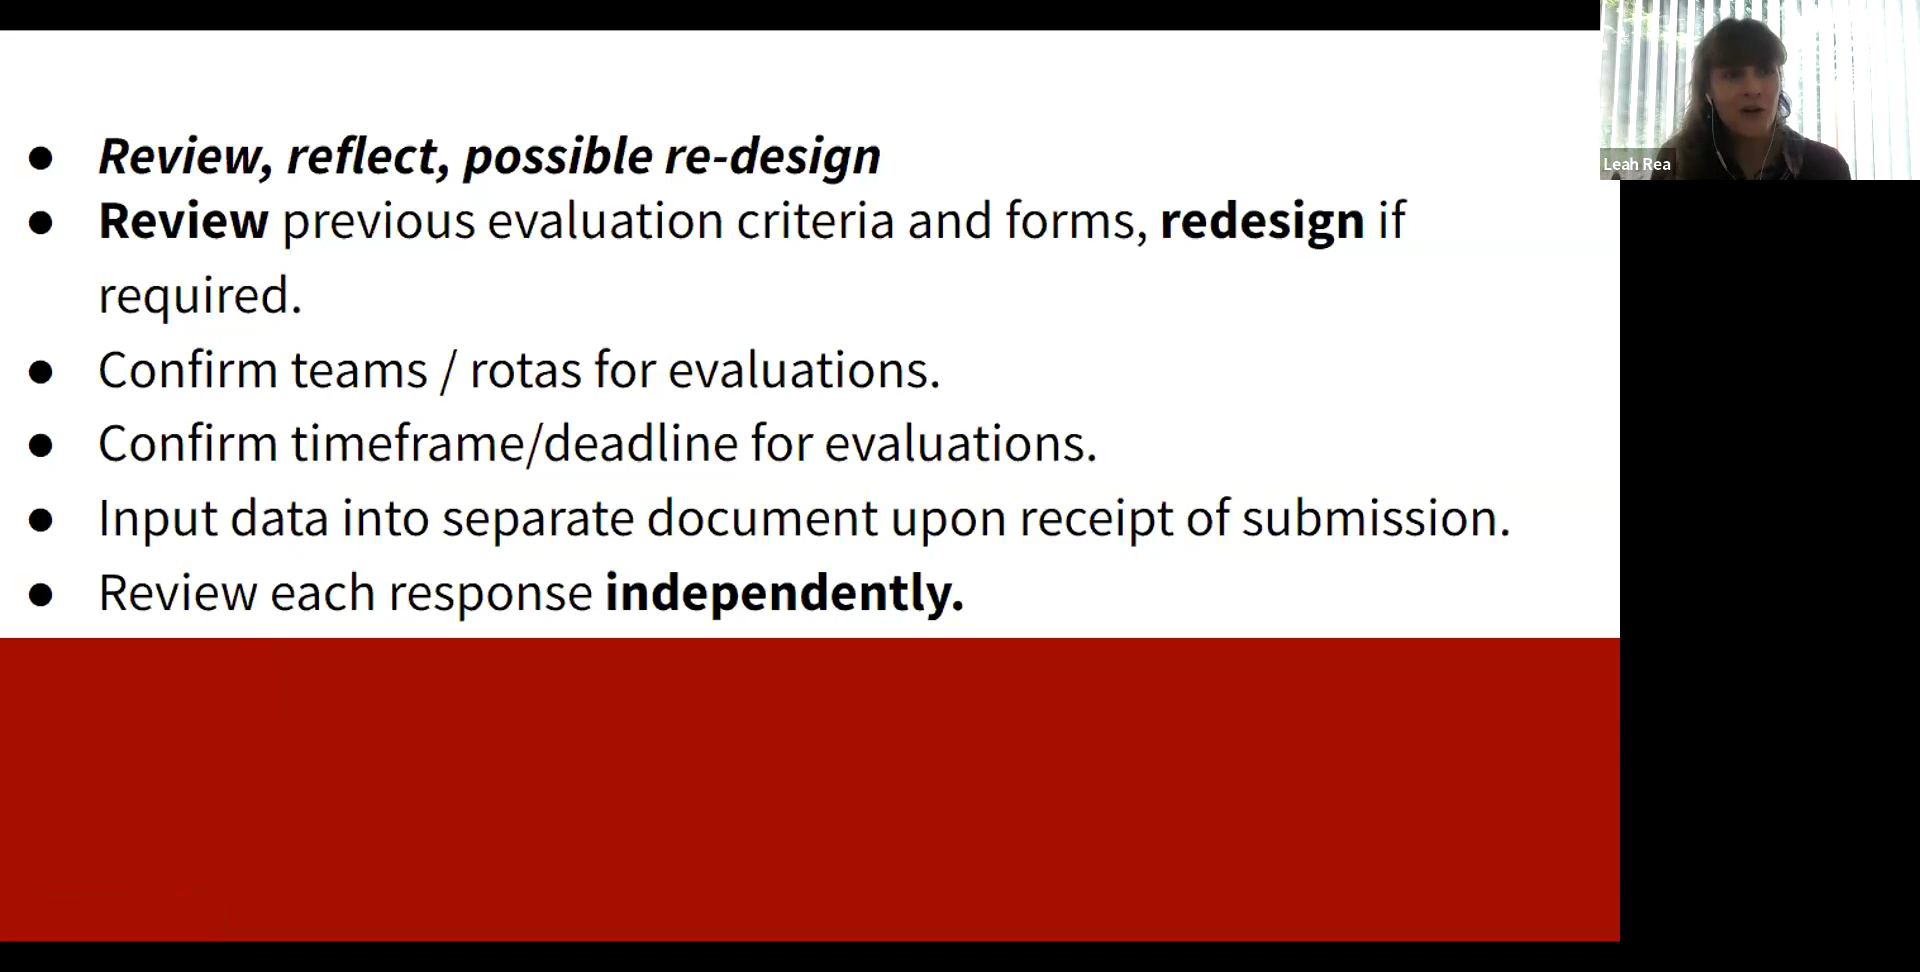 ● Review, reflect, possible re-design
● Review previous evaluation criteria and forms, redesign if
required.
● Confirm teams / rotas for evaluations.
● Confirm timeframe/deadline for evaluations.
● Input data into separate document upon receipt of submission.
● Review each response independently.
Leah Rea